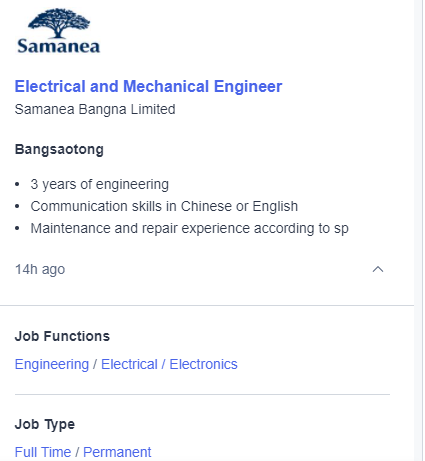 Samanea
Electrical and Mechanical Engineer
Samanea Bangna Limited
Bangsaotong
• 3 years of engineering
• Communication skills in Chinese or English
• Maintenance and repair experience according to sp
14h ago
Job Functions
Engineering / Electrical / Electronics
Job Type
Full Time / Permanent